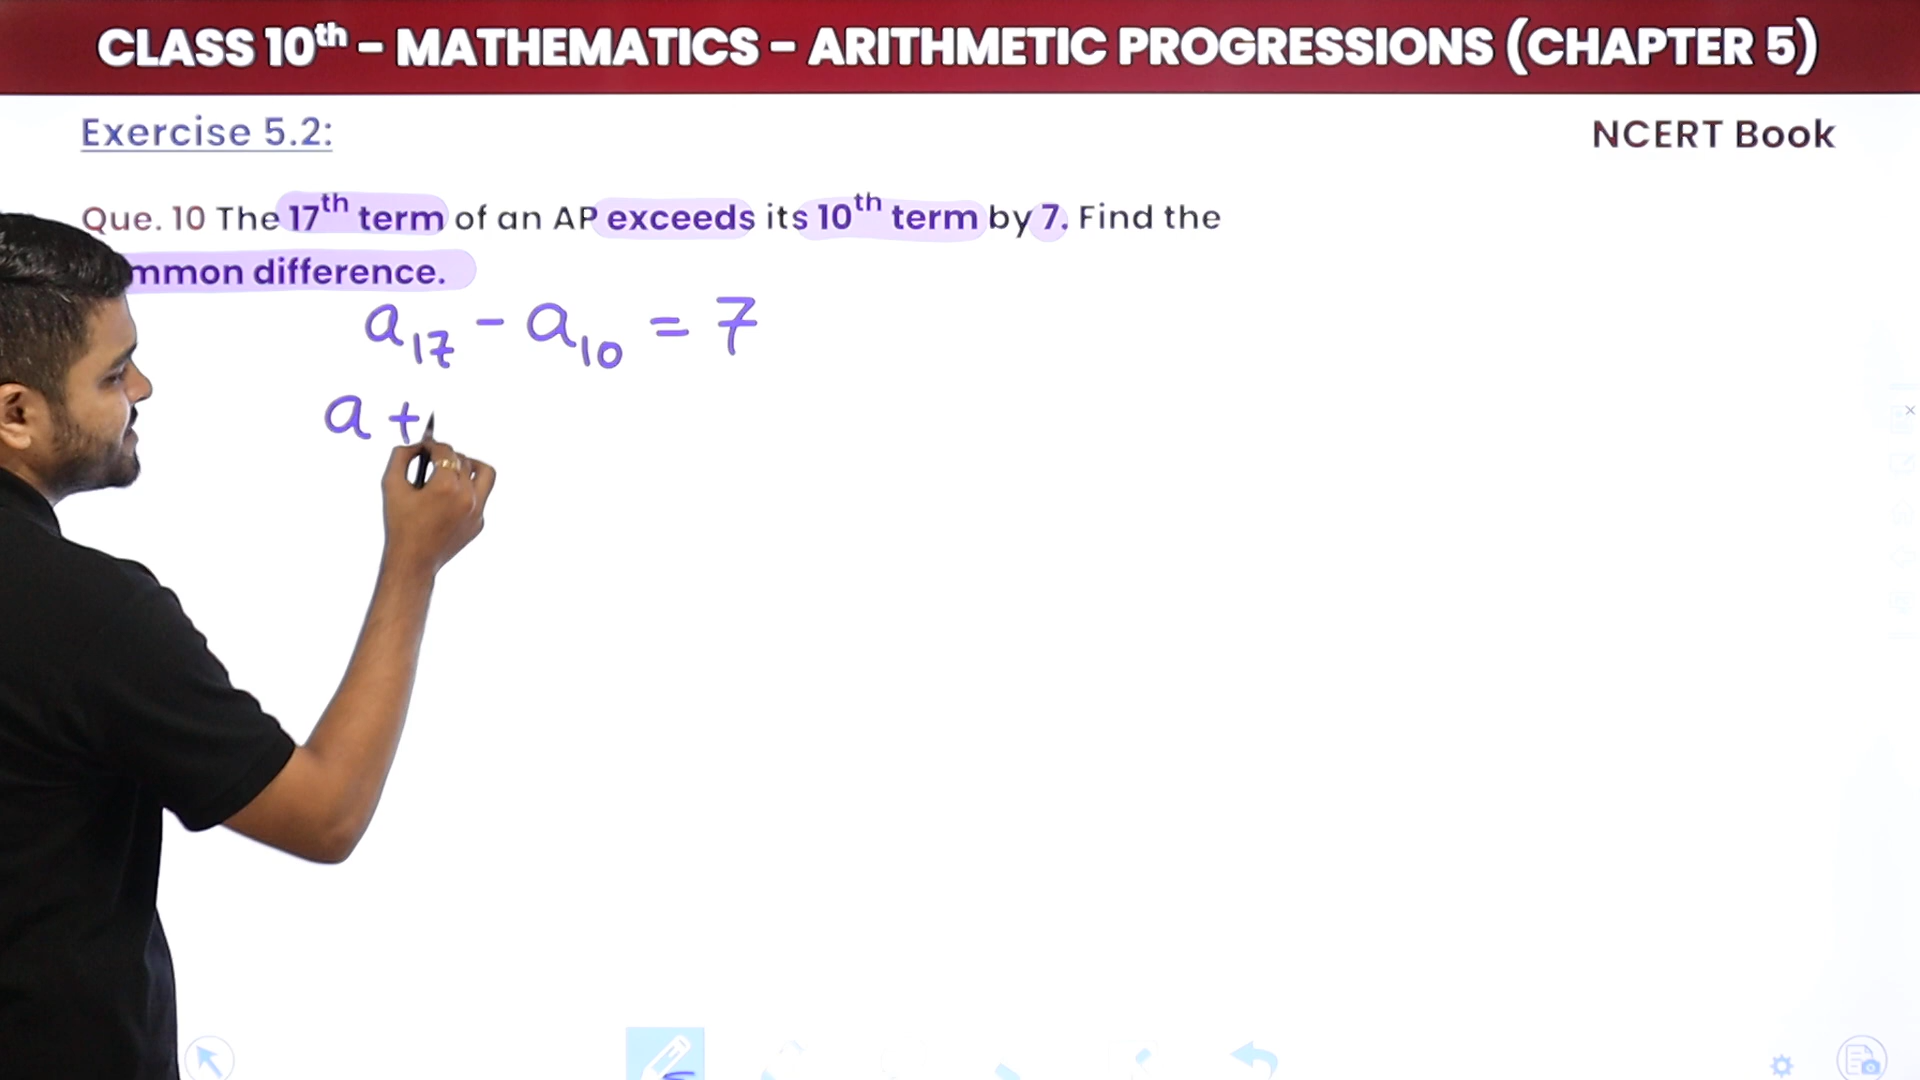 CLASS 10th – MATHEMATICS – ARITHMETIC PROGRESSIONS (CHAPTER 5)
Exercise 5.2:
NCERT Book
Que. 10 The 17th term of an AP exceeds its 10th term by 7. Find the
mmon difference.
a17 - a10 = 7
a +